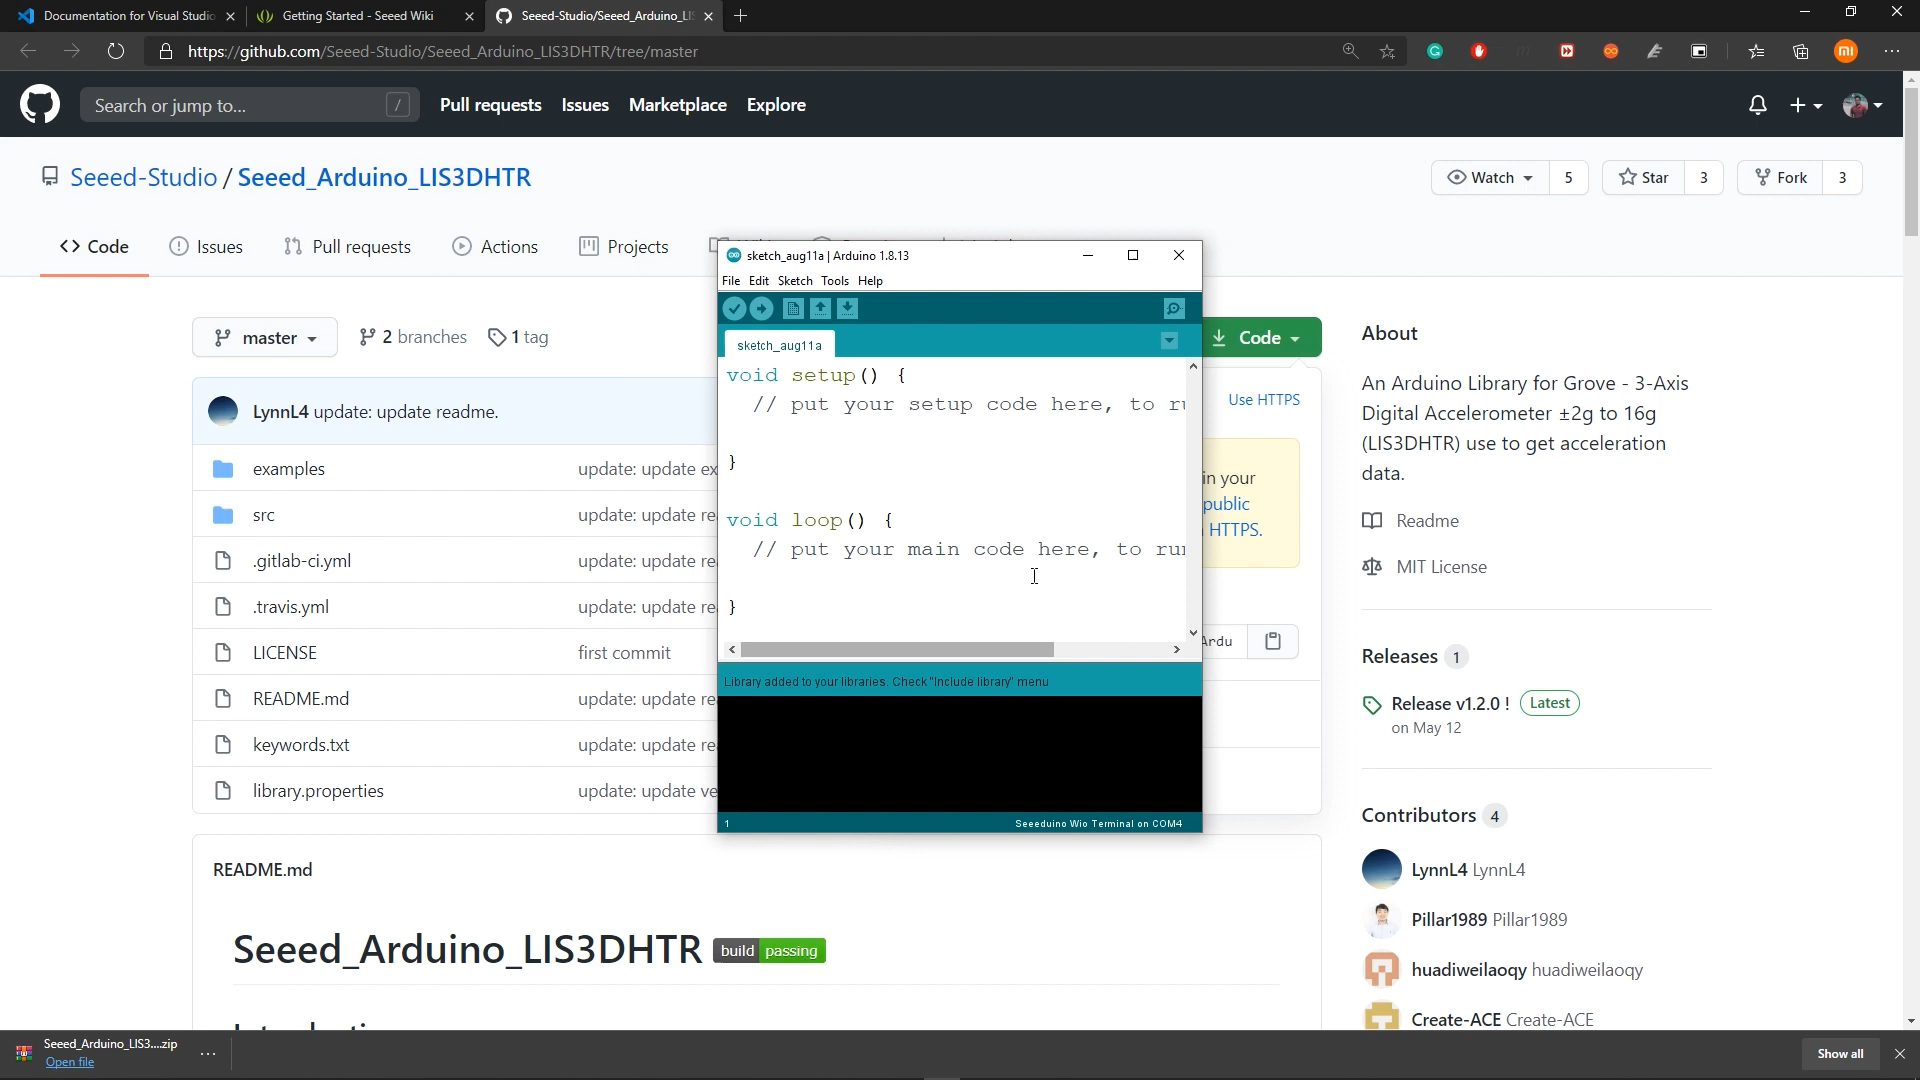 Documentation for Visual Studio
Getting Started - Seeed Wiki
Seeed-Studio/Seeed_Arduino_LIS
https://github.com/Seeed-Studio/Seeed_Arduino_LIS3DHTR/tree/master
Search or jump to...
/
Pull requests
Issues
Marketplace
Explore
Seeed-Studio / Seeed_Arduino_LIS3DHTR
Watch 5
Star 3
Fork 3
Code
Issues
Pull requests
Actions
Projects
sketch_aug11a | Arduino 1.8.13
File Edit Sketch Tools Help
sketch_aug11a
void setup() {
// put your setup code here, to ru
}
void loop() {
// put your main code here, to run
}
Library added to your libraries. Check "Include library" menu
1
Seeeduino Wio Terminal on COM4
master
2 branches
1 tag
Code
Use HTTPS
in your
public
HTTPS.
Ardu
LynnL4 update: update readme.
examples update: update ex
src update: update re
.gitlab-ci.yml update: update re
.travis.yml update: update re
LICENSE first commit
README.md update: update re
keywords.txt update: update re
library.properties update: update ve
README.md
Seeed_Arduino_LIS3DHTR build passing
About
An Arduino Library for Grove - 3-Axis
Digital Accelerometer ±2g to 16g
(LIS3DHTR) use to get acceleration
data.
Readme
MIT License
Releases 1
Release v1.2.0 ! Latest
on May 12
Contributors 4
LynnL4 LynnL4
Pillar1989 Pillar1989
huadiweilaoqy huadiweilaoqy
Create-ACE Create-ACE
Seeed_Arduino_LIS3....zip
Open file
Show all